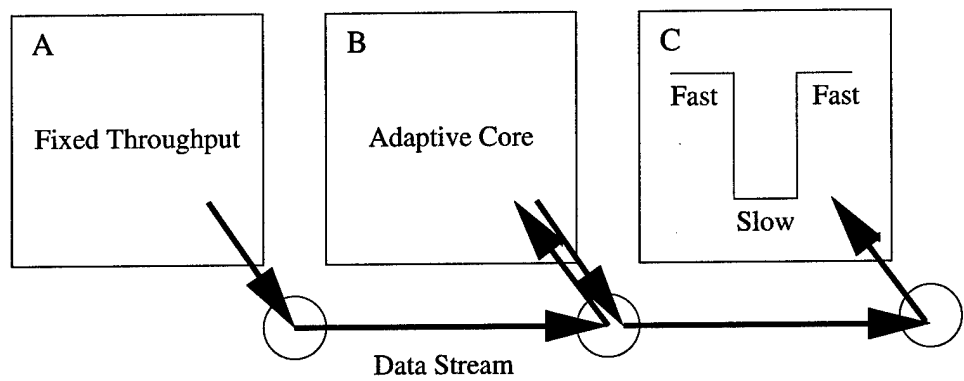 A
Fixed Throughput
B
Adaptive Core
C
Fast
Fast
Slow
Data Stream